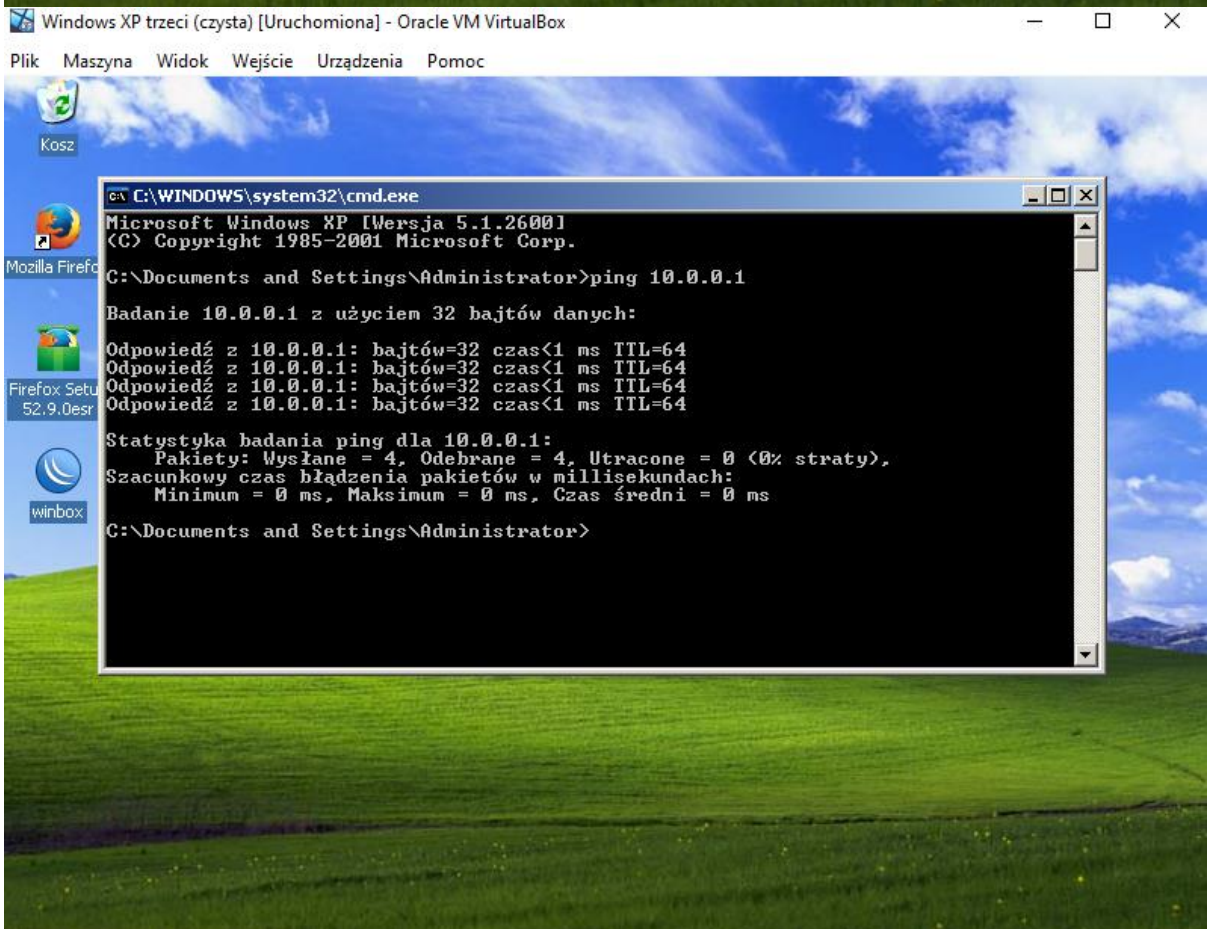 Windows XP trzeci (czysta) [Uruchomiona] - Oracle VM VirtualBox
Plik Maszyna Widok Wejście Urządzenia Pomoc
Kosz
Mozilla Firefo
Firefox Setu
52.9.0esr
winbox
C:\WINDOWS\system32\cmd.exe
Microsoft Windows XP [Wersja 5.1.2600]
(C) Copyright 1985-2001 Microsoft Corp.
C:\Documents and Settings\Administrator>ping 10.0.0.1
Badanie 10.0.0.1 z użyciem 32 bajtów danych:
Odpowiedź z 10.0.0.1: bajtów=32 czas<1 ms TTL=64
Odpowiedź z 10.0.0.1: bajtów=32 czas<1 ms TTL=64
Odpowiedź z 10.0.0.1: bajtów=32 czas<1 ms TTL=64
Odpowiedź z 10.0.0.1: bajtów=32 czas<1 ms TTL=64
Statystyka badania ping dla 10.0.0.1:
Pakiety: Wysłane = 4, Odebrane = 4, Utracone = 0 (0% straty),
Szacunkowy czas błądzenia pakietów w millisekundach:
Minimum = 0 ms, Maksimum = 0 ms, Czas średni = 0 ms
C:\Documents and Settings\Administrator>